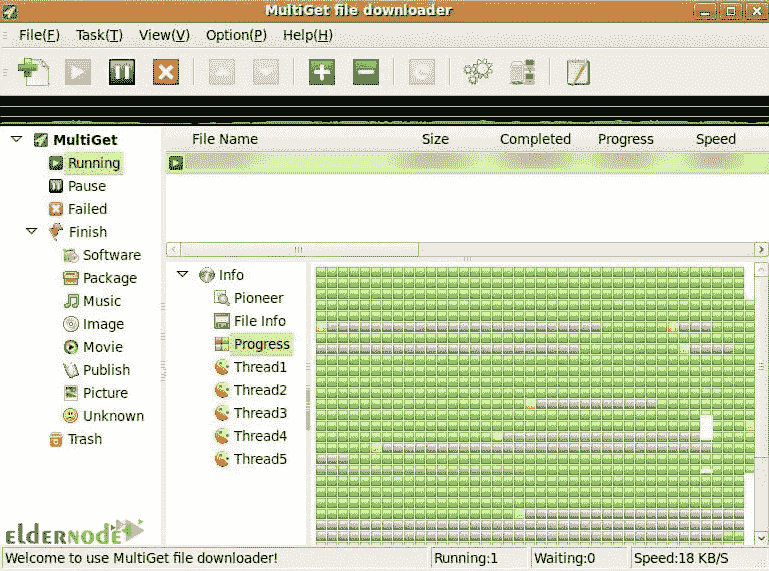 MultiGet file downloader
File(F) Task(T) View(V) Option(P) Help(H)
MultiGet
Running
Pause
Failed
Finish
Software
Package
Music
Image
Movie
Publish
Picture
Unknown
Trash
File Name Size Completed Progress Speed
Info
Pioneer
File Info
Progress
Thread1
Thread2
Thread3
Thread4
Thread5
ELDERNODE
Welcome to use MultiGet file downloader! Running:1 Waiting:0 Speed:18 KB/S